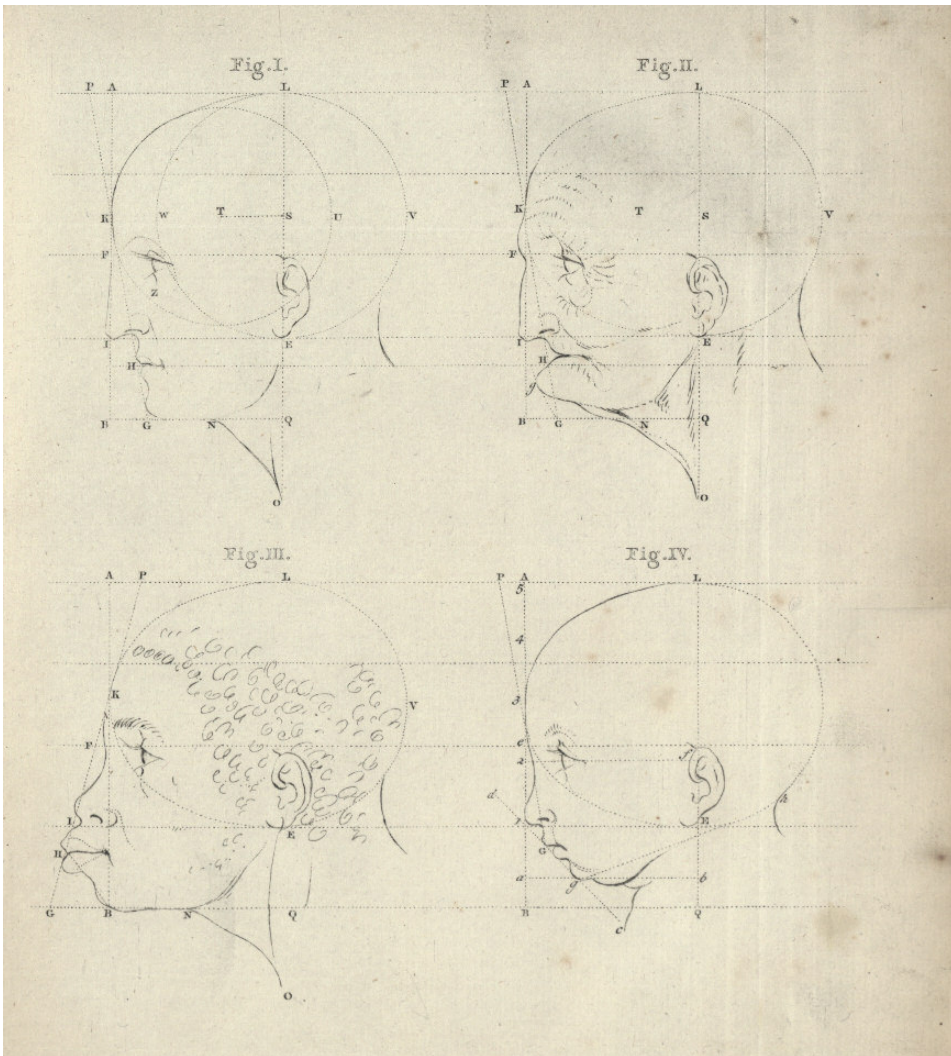 Fig.I. Fig.II.
P A L P A L
K W T S U V K T S V
F F
Z
I E I E
H H
g
B G N Q B G N Q
O O
Fig.III. Fig.IV.
A P L P A L
5
4
K V 3
F e f
2
d h
I E 1 E
H G
a g b
G B N Q B Q
c
O